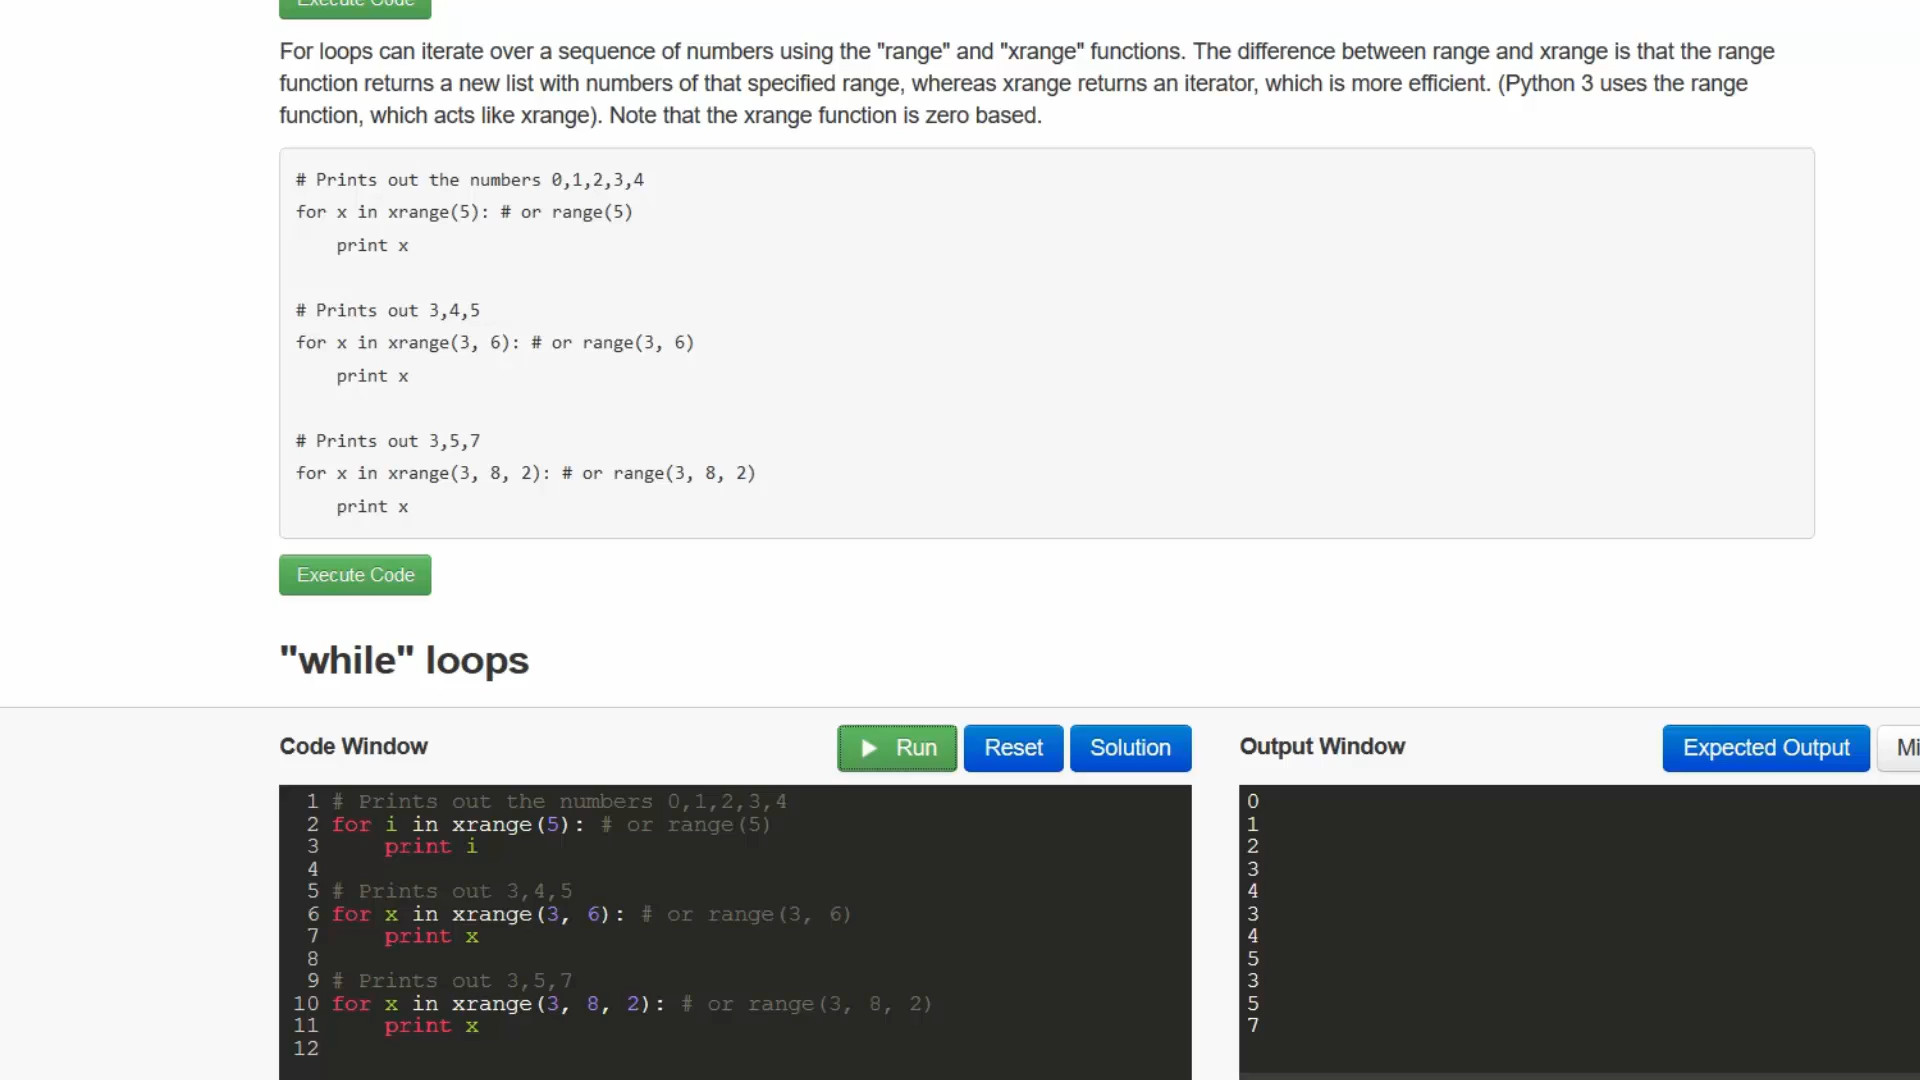 Execute Code
For loops can iterate over a sequence of numbers using the "range" and "xrange" functions. The difference between range and xrange is that the range
function returns a new list with numbers of that specified range, whereas xrange returns an iterator, which is more efficient. (Python 3 uses the range
function, which acts like xrange). Note that the xrange function is zero based.
# Prints out the numbers 0,1,2,3,4
for x in xrange(5): # or range(5)
    print x
# Prints out 3,4,5
for x in xrange(3, 6): # or range(3, 6)
    print x
# Prints out 3,5,7
for x in xrange(3, 8, 2): # or range(3, 8, 2)
    print x
Execute Code
"while" loops
Code Window
Run Reset Solution
1 # Prints out the numbers 0,1,2,3,4
2 for i in xrange(5): # or range(5)
3     print i
4
5 # Prints out 3,4,5
6 for x in xrange(3, 6): # or range(3, 6)
7     print x
8
9 # Prints out 3,5,7
10 for x in xrange(3, 8, 2): # or range(3, 8, 2)
11     print x
12
Output Window
Expected Output
0
1
2
3
4
3
4
5
3
5
7